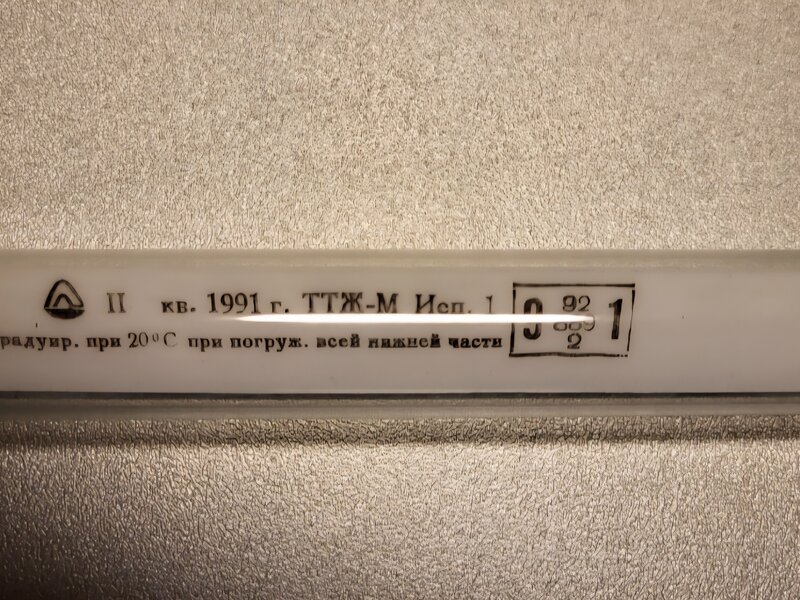 II кв. 1991 г. ТТЖ-М Исп. 1
радуир. при 20°С при погруж. всей нижней части
92
1
2